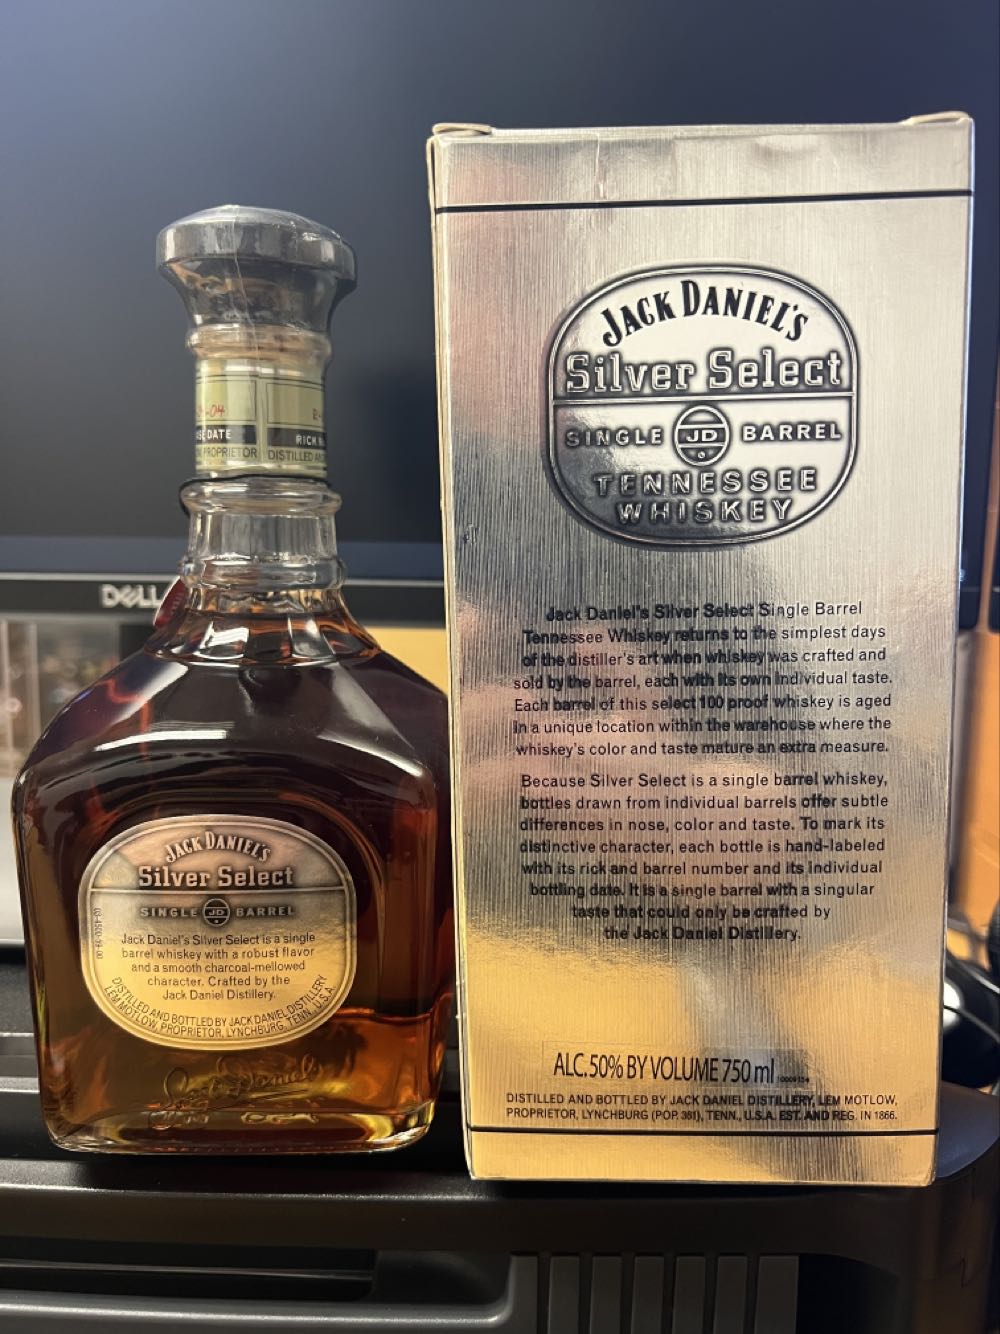 JACK DANIEL'S
Silver Select
SINGLE JD BARREL
TENNESSEE
WHISKEY
Jack Daniel's Silver Select Single Barrel
Tennessee Whiskey returns to the simplest days
of the distiller's art when whiskey was crafted and
sold by the barrel, each with its own individual taste.
Each barrel of this select 100 proof whiskey is aged
in a unique location within the warehouse where the
whiskey's color and taste mature an extra measure.
Because Silver Select is a single barrel whiskey,
bottles drawn from individual barrels offer subtle
differences in nose, color and taste. To mark its
distinctive character, each bottle is hand-labeled
with its rick and barrel number and its individual
bottling date. It is a single barrel with a singular
taste that could only be crafted by
the Jack Daniel Distillery.
ALC. 50% BY VOLUME 750 ml
DISTILLED AND BOTTLED BY JACK DANIEL DISTILLERY, LEM MOTLOW,
PROPRIETOR, LYNCHBURG (POP. 361), TENN., U.S.A. EST. AND REG. IN 1866.
DATE
RICK
PROPRIETOR
DISTILLED
DELL
JACK DANIEL'S
Silver Select
SINGLE JD BARREL
Jack Daniel's Silver Select is a single
barrel whiskey with a robust flavor
and a smooth charcoal-mellowed
character. Crafted by the
Jack Daniel Distillery.
DISTILLED AND BOTTLED BY JACK DANIEL DISTILLERY
LEM MOTLOW, PROPRIETOR, LYNCHBURG, TENN., U.S.A.
Jack Daniel